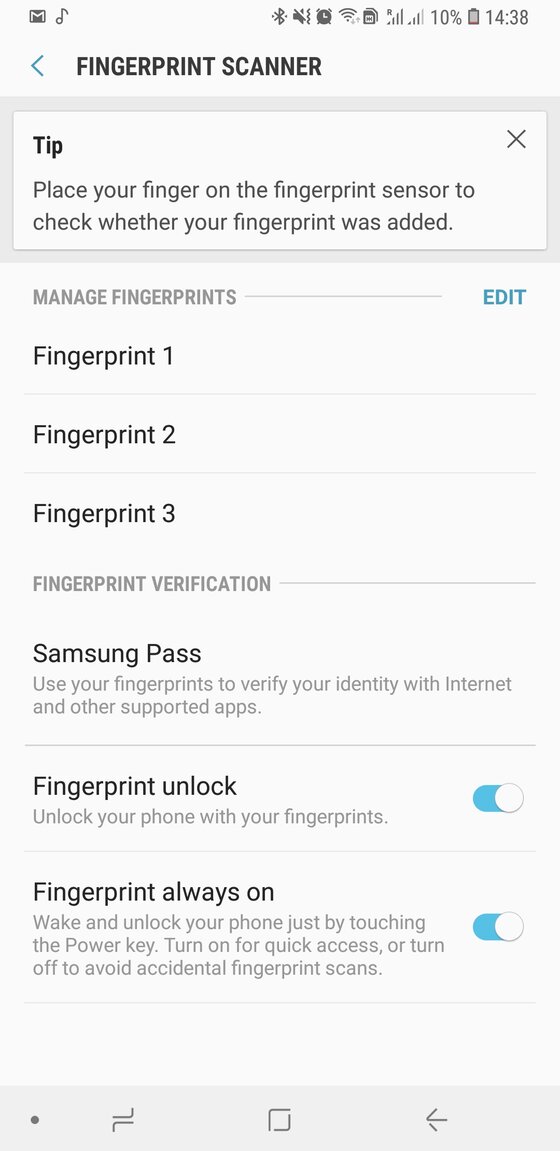 10% 14:38
FINGERPRINT SCANNER
Tip
Place your finger on the fingerprint sensor to
check whether your fingerprint was added.
MANAGE FINGERPRINTS EDIT
Fingerprint 1
Fingerprint 2
Fingerprint 3
FINGERPRINT VERIFICATION
Samsung Pass
Use your fingerprints to verify your identity with Internet
and other supported apps.
Fingerprint unlock
Unlock your phone with your fingerprints.
Fingerprint always on
Wake and unlock your phone just by touching
the Power key. Turn on for quick access, or turn
off to avoid accidental fingerprint scans.